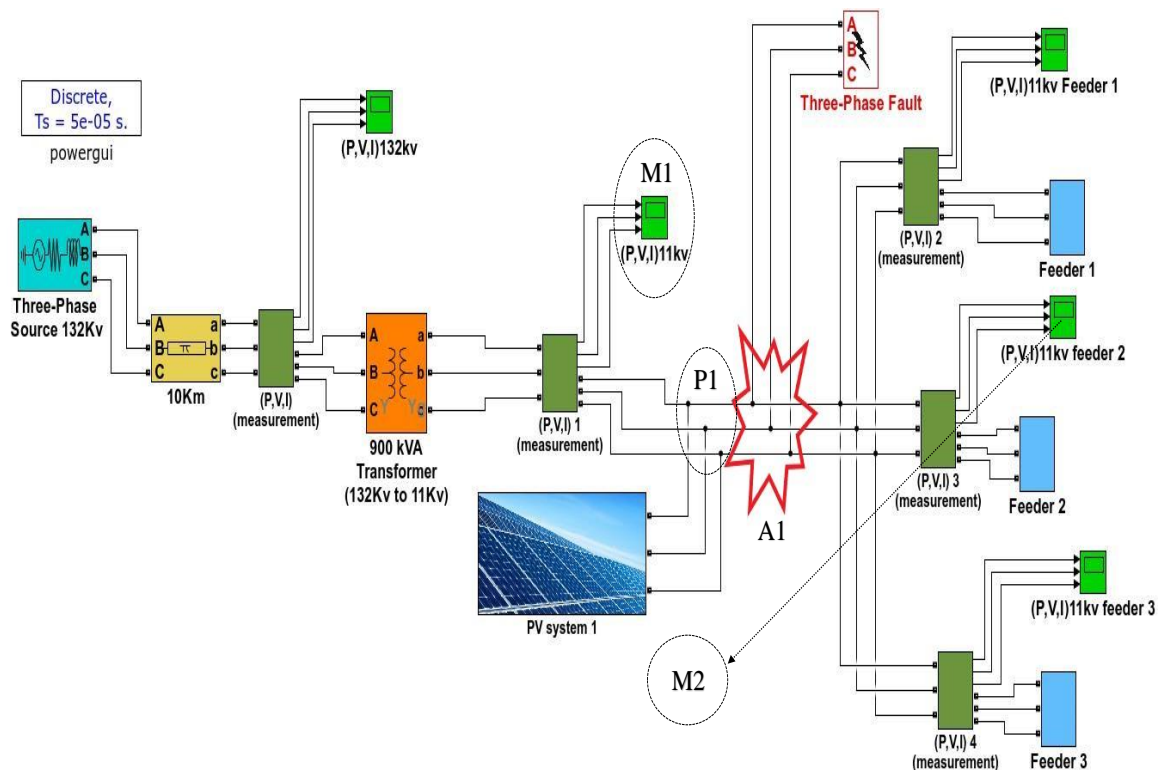 Discrete,
Ts = 5e-05 s.
powergui
A
B
C
Three-Phase
Source 132Kv
A
B
C
π
a
b
c
10Km
(P,V,I)
(measurement)
(P,V,I)132kv
A
B
C
a
b
c
Y
900 kVA
Transformer
(132Kv to 11Kv)
(P,V,I) 1
(measurement)
M1
(P,V,I)11kv
P1
A1
PV system 1
M2
A
B
C
Three-Phase Fault
(P,V,I)11kv Feeder 1
(P,V,I) 2
(measurement)
Feeder 1
(P,V,I)11kv feeder 2
(P,V,I) 3
(measurement)
Feeder 2
(P,V,I)11kv feeder 3
(P,V,I) 4
(measurement)
Feeder 3